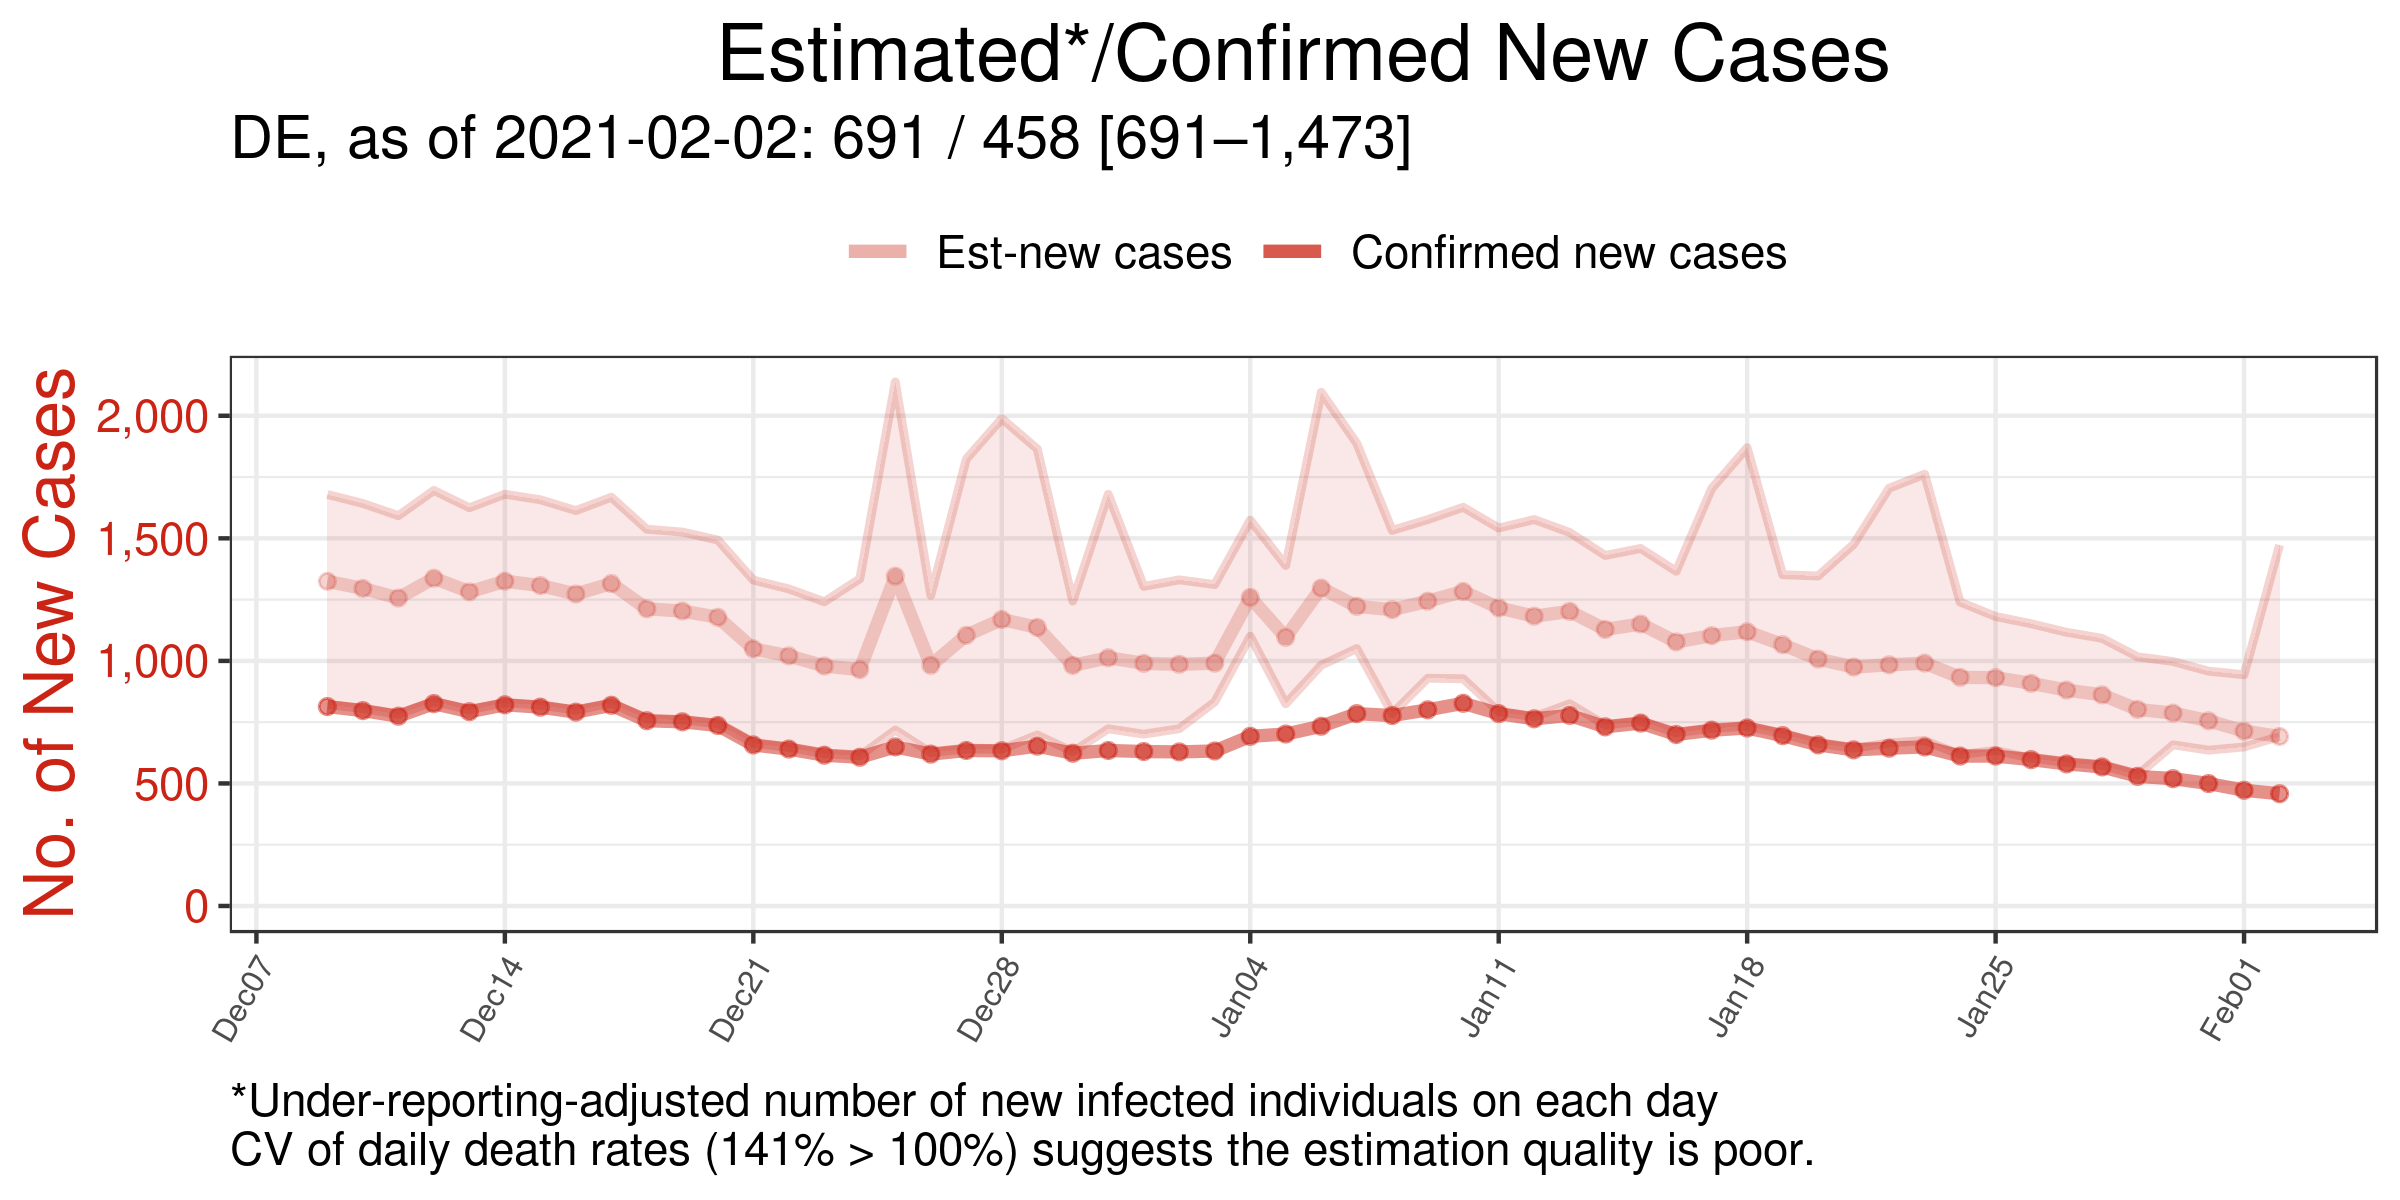 Estimated*/Confirmed New Cases
DE, as of 2021-02-02: 691 / 458 [691–1,473]
Est-new cases
Confirmed new cases
No. of New Cases
2,000
1,500
1,000
500
0
Dec07
Dec14
Dec21
Dec28
Jan04
Jan11
Jan18
Jan25
Feb01
*Under-reporting-adjusted number of new infected individuals on each day
CV of daily death rates (141% > 100%) suggests the estimation quality is poor.